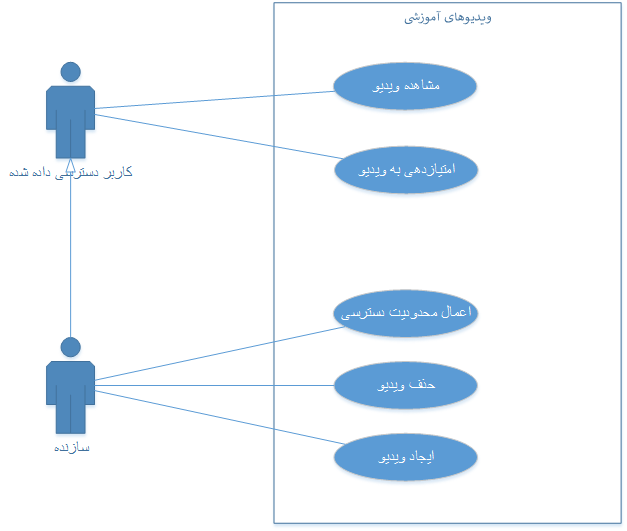 ویدیوهای آموزشی
مشاهده ویدیو
امتیازدهی به ویدیو
کاربر دسترسی داده شده
اعمال محدودیت دسترسی
حذف ویدیو
سازنده
ایجاد ویدیو